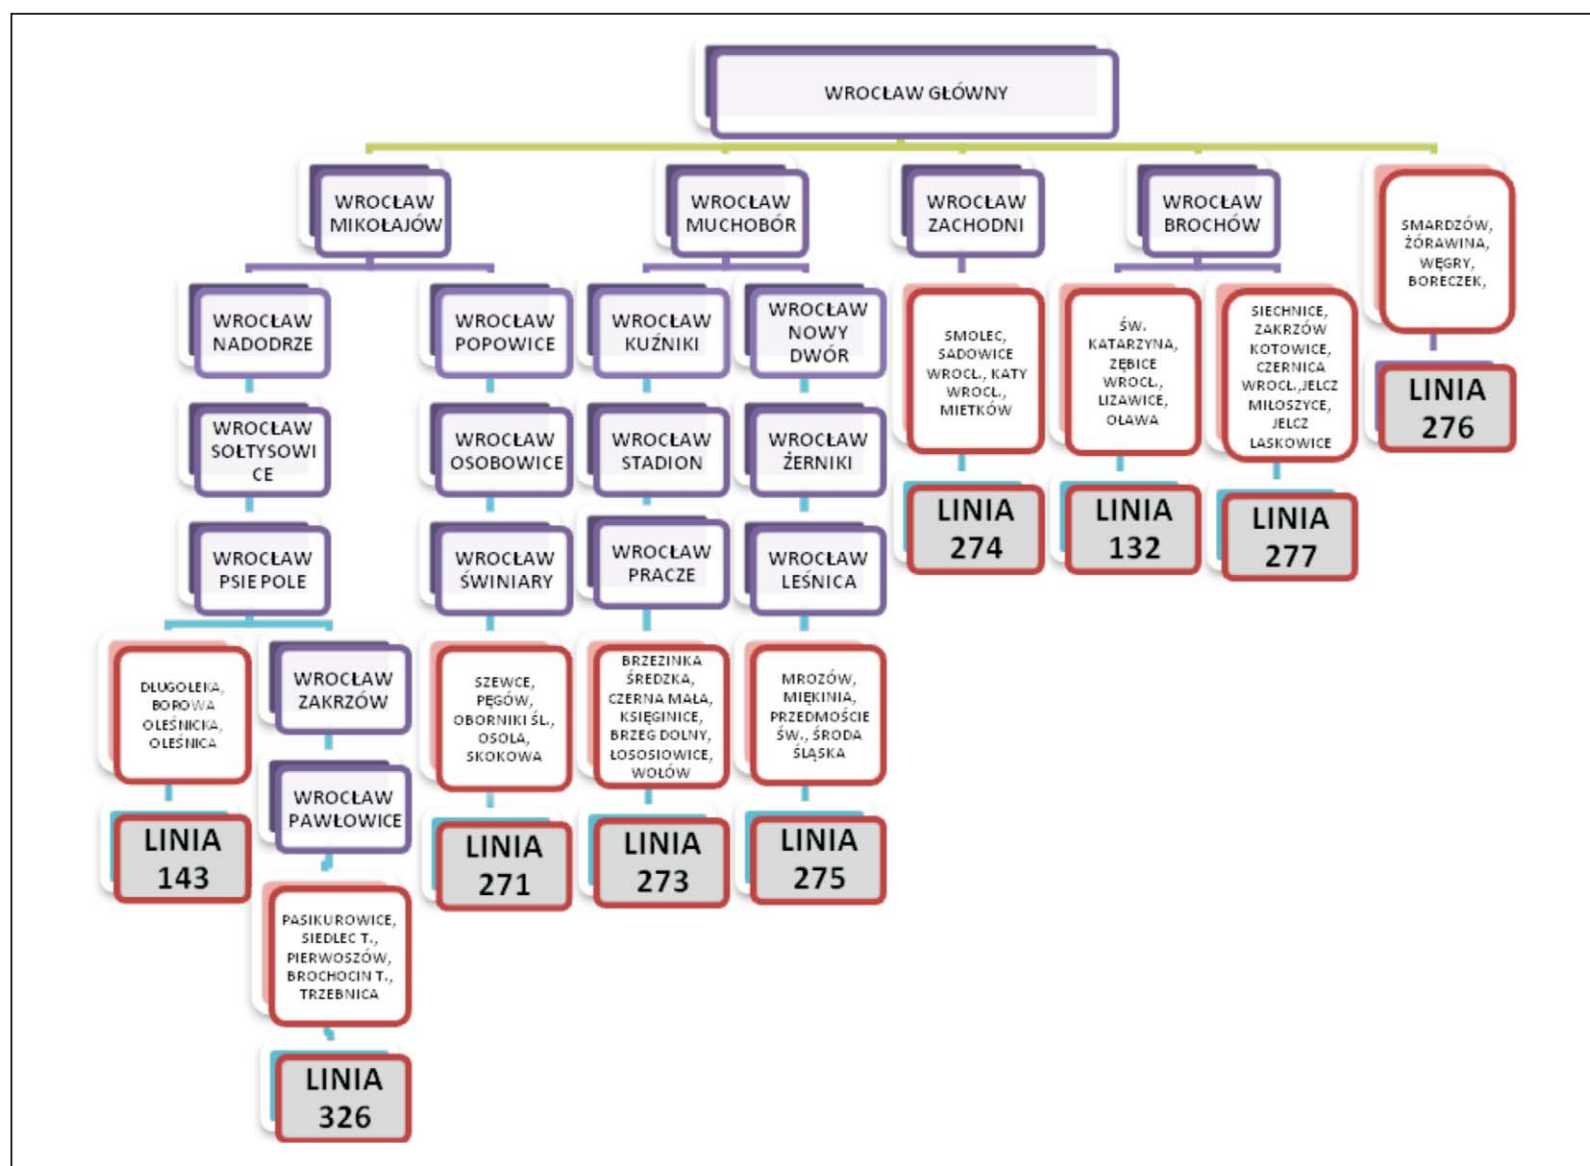 WROCŁAW GŁÓWNY
WROCŁAW
MIKOŁAJÓW
WROCŁAW
MUCHOBÓR
WROCŁAW
ZACHODNI
WROCŁAW
BROCHÓW
SMARDZÓW,
ŻÓRAWINA,
WĘGRY,
BORECZEK,
WROCŁAW
NADODRZE
WROCŁAW
POPOWICE
WROCŁAW
KUŹNIKI
WROCŁAW
NOWY
DWÓR
SMOLEC,
SADOWICE
WROCŁ., KATY
WROCŁ.,
MIETKÓW
ŚW.
KATARZYNA,
ZĘBICE
WROCŁ.,
LIZAWICE,
OŁAWA
SIECHNICE,
ZAKRZÓW
KOTOWICE,
CZERNICA
WROCŁ.,JELCZ
MIŁOSZYCE,
JELCZ
LASKOWICE
LINIA
276
WROCŁAW
SOŁTYSOWI
CE
WROCŁAW
OSOBOWICE
WROCŁAW
STADION
WROCŁAW
ŻERNIKI
LINIA
274
LINIA
132
LINIA
277
WROCŁAW
PSIE POLE
WROCŁAW
ŚWINIARY
WROCŁAW
PRACZE
WROCŁAW
LEŚNICA
DŁUGOŁEKA,
BOROWA
OLEŚNICKA,
OLEŚNICA
WROCŁAW
ZAKRZÓW
SZEWCE,
PĘGÓW,
OBORNIKI ŚL.,
OSOLA,
SKOKOWA
BRZEZINKA
ŚREDZKA,
CZERNA MAŁA,
KSIĘGINICE,
BRZEG DOLNY,
ŁOSOSIOWICE,
WOŁÓW
MROZÓW,
MIĘKINIA,
PRZEDMOŚCIE
ŚW., ŚRODA
ŚLĄSKA
LINIA
143
WROCŁAW
PAWŁOWICE
LINIA
271
LINIA
273
LINIA
275
PASIKUROWICE,
SIEDLEC T.,
PIERWOSZÓW,
BROCHOCIN T.,
TRZEBNICA
LINIA
326